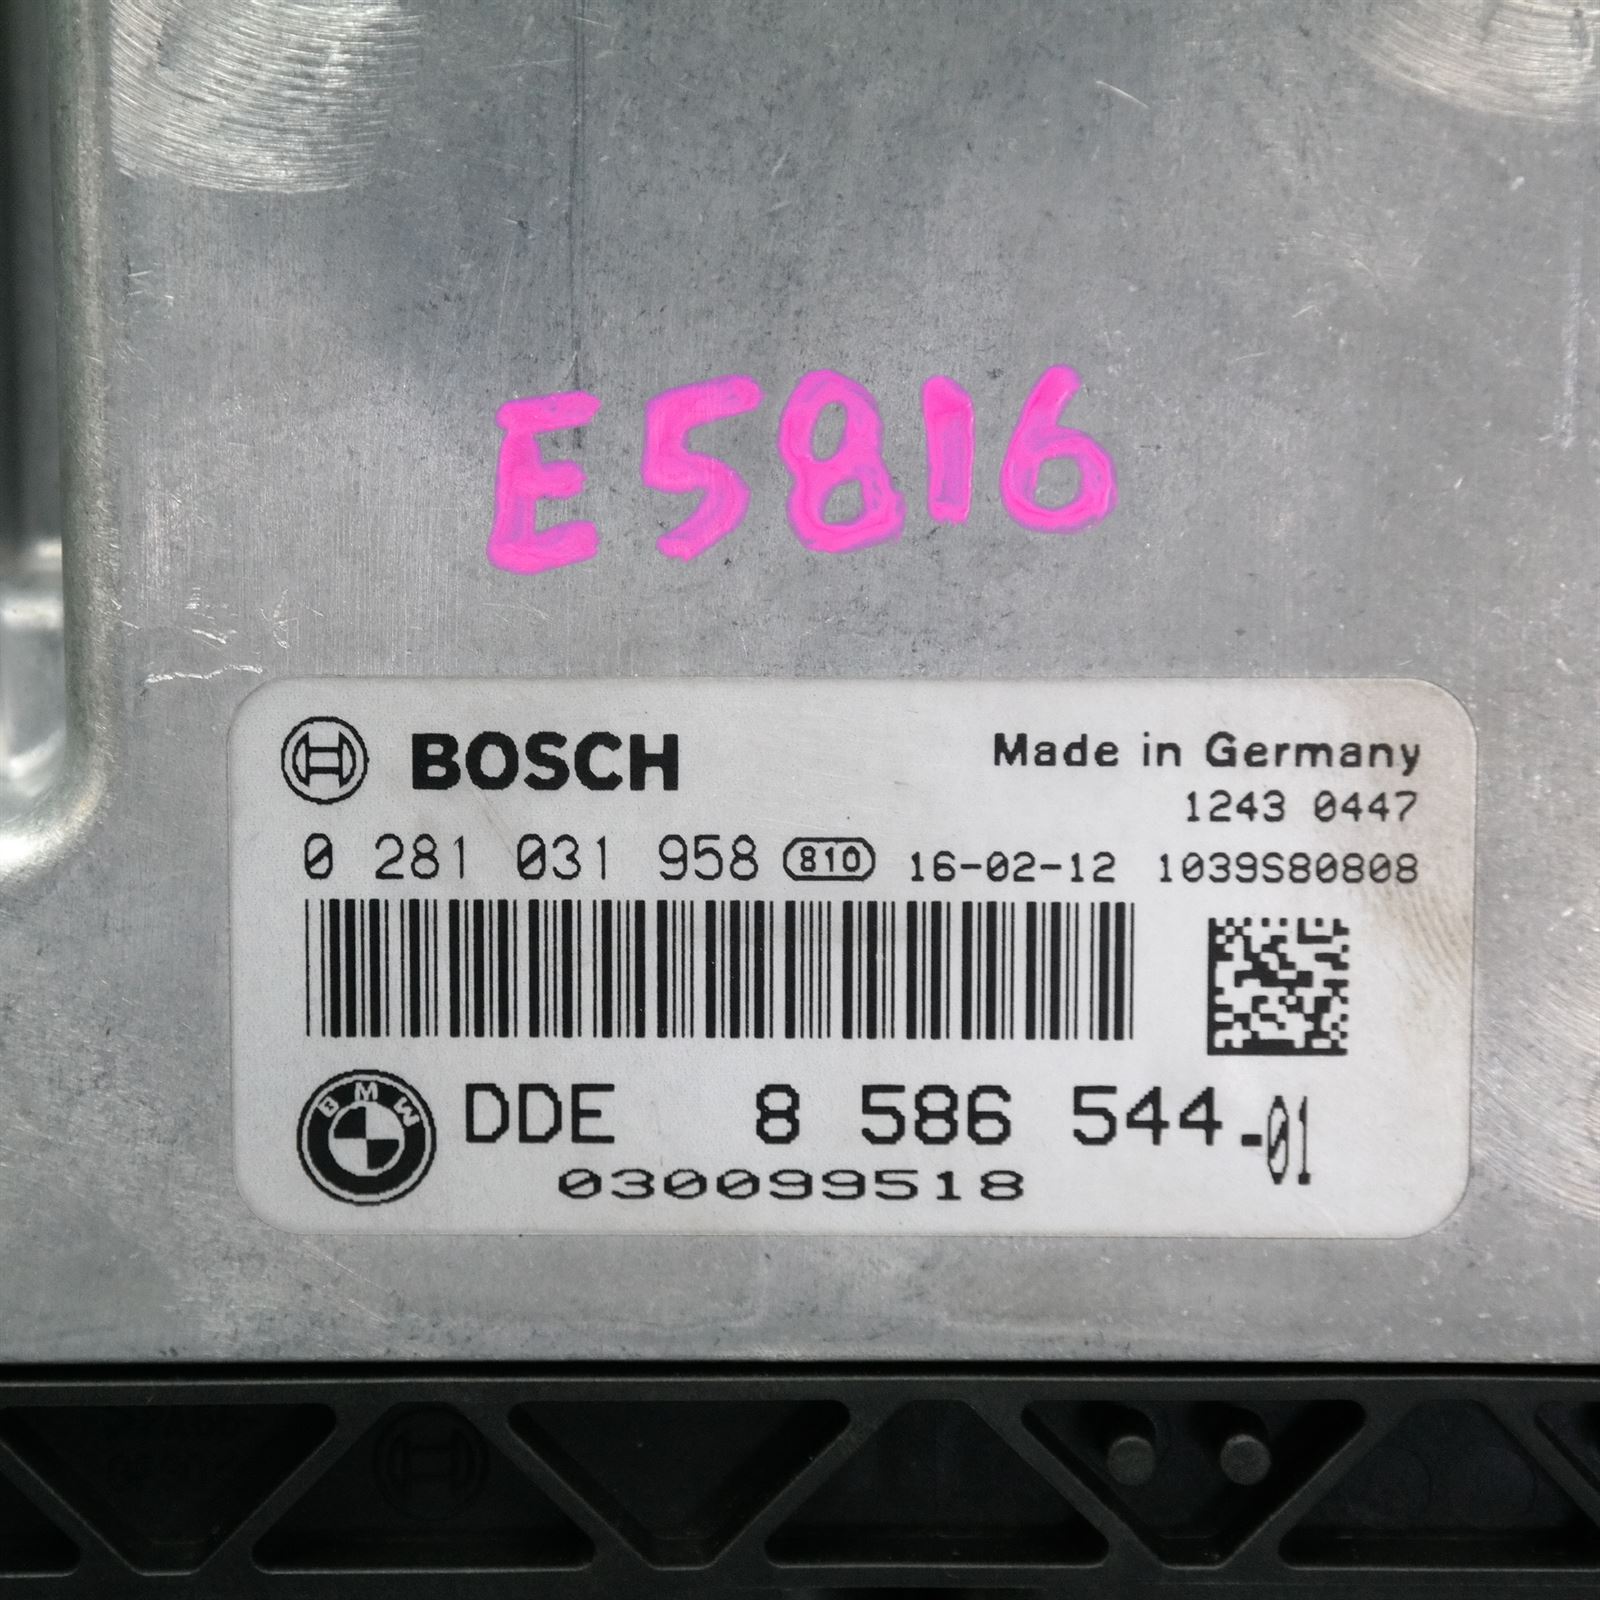 E5816
BOSCH
Made in Germany
1243 0447
0 281 031 958 810 16-02-12 1039S80808
BMW DDE 8 586 544-01
030099518